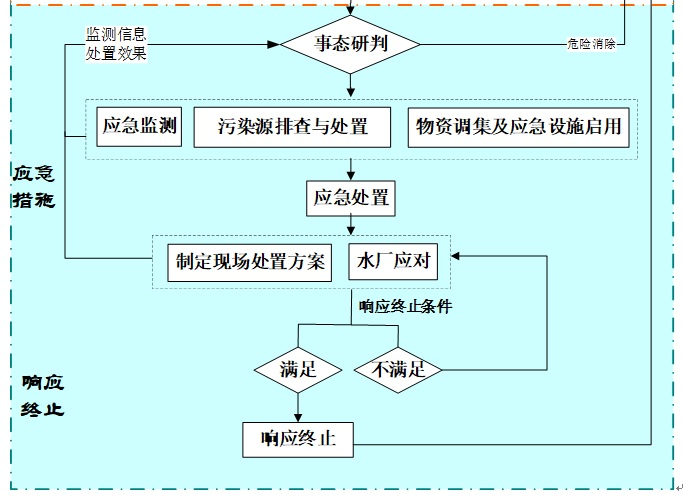 监测信息
处置效果
事态研判
危险消除
应急监测
污染源排查与处置
物资调集及应急设施启用
应急
措施
应急处置
制定现场处置方案
水厂应对
响应终止条件
满足
不满足
响应
终止
响应终止